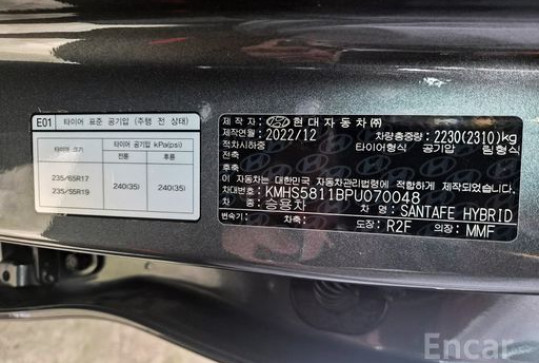 E01 타이어 표준 공기압 (주행 전 상태)
타이어 공기압 kPa(psi)
전륜 후륜
235/65R17
235/55R19
240(35) 240(35)
제 작 자 : 현대자동차㈜
제작연월 : 2022/12 차량총중량 : 2230(2310)kg
적차시하중 타이어형식 공기압 림형식
전축
후축
이 자동차는 대한민국 자동차관리법령에 적합하게 제작되었습니다.
차대번호 : KMHS5811BPU070048
차 종 : 승용차 차 명 : SANTAFE HYBRID
변속기 : 차축 : 도장 : R2F 의장 : MMF
Encar